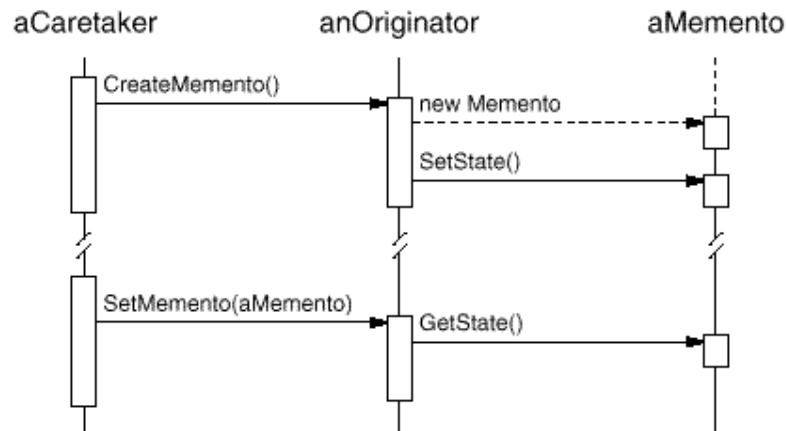 aCaretaker
anOriginator
aMemento
CreateMemento()
new Memento
SetState()
SetMemento(aMemento)
GetState()